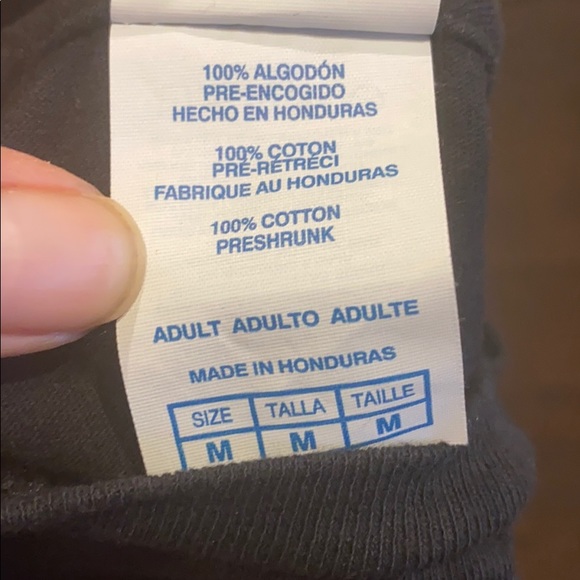 100% ALGODÓN
PRE-ENCOGIDO
HECHO EN HONDURAS
100% COTON
PRÉ-RÉTRÉCI
FABRIQUE AU HONDURAS
100% COTTON
PRESHRUNK
ADULT ADULTO ADULTE
MADE IN HONDURAS
SIZE TALLA TAILLE
M M M